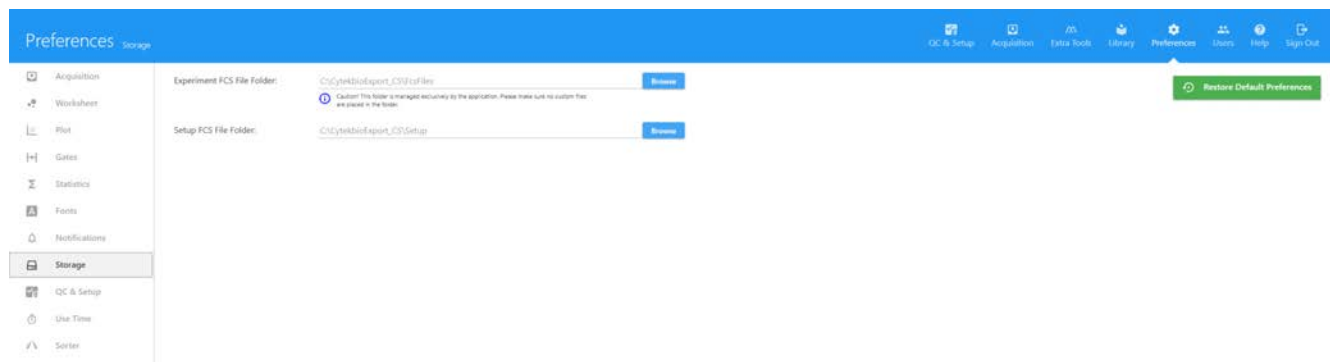 Preferences Storage
QC & Setup Acquisition Extra Tools Library Preferences Users Help Sign Out
Acquisition
Worksheet
Plot
Gates
Statistics
Fonts
Notifications
Storage
QC & Setup
Use Time
Sorter
Experiment FCS File Folder: C:\CytekbioExport_CS\FcsFiles Browse
Caution! This folder is managed exclusively by the application. Please make sure no custom files
are placed in the folder.
Setup FCS File Folder: C:\CytekbioExport_CS\Setup Browse
Restore Default Preferences